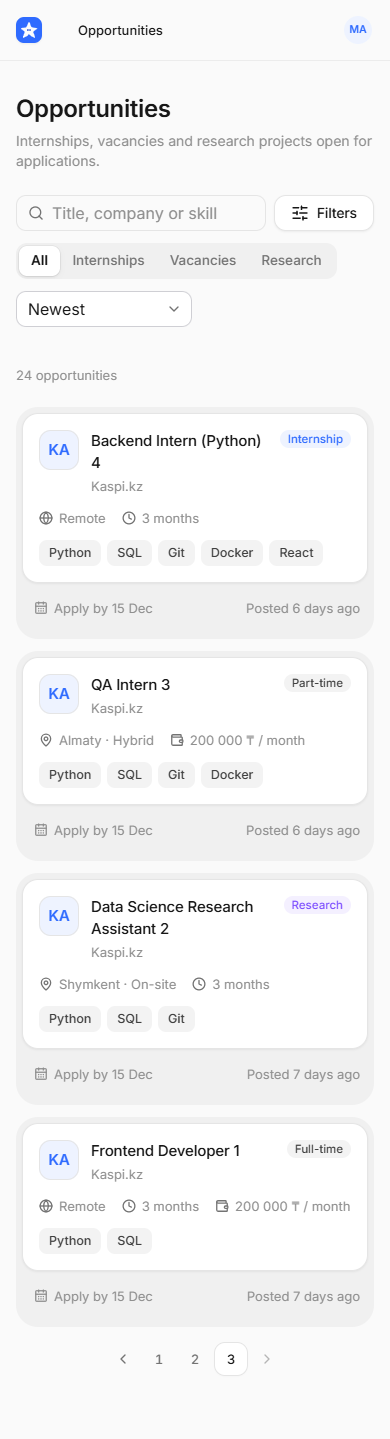 Opportunities
MA
Opportunities
Internships, vacancies and research projects open for
applications.
Title, company or skill
Filters
All Internships Vacancies Research
Newest
24 opportunities
KA
Backend Intern (Python)
4
Internship
Kaspi.kz
Remote 3 months
Python SQL Git Docker React
Apply by 15 Dec Posted 6 days ago
KA
QA Intern 3
Part-time
Kaspi.kz
Almaty · Hybrid 200 000 ₸ / month
Python SQL Git Docker
Apply by 15 Dec Posted 6 days ago
KA
Data Science Research
Assistant 2
Research
Kaspi.kz
Shymkent · On-site 3 months
Python SQL Git
Apply by 15 Dec Posted 7 days ago
KA
Frontend Developer 1
Full-time
Kaspi.kz
Remote 3 months 200 000 ₸ / month
Python SQL
Apply by 15 Dec Posted 7 days ago
1 2 3